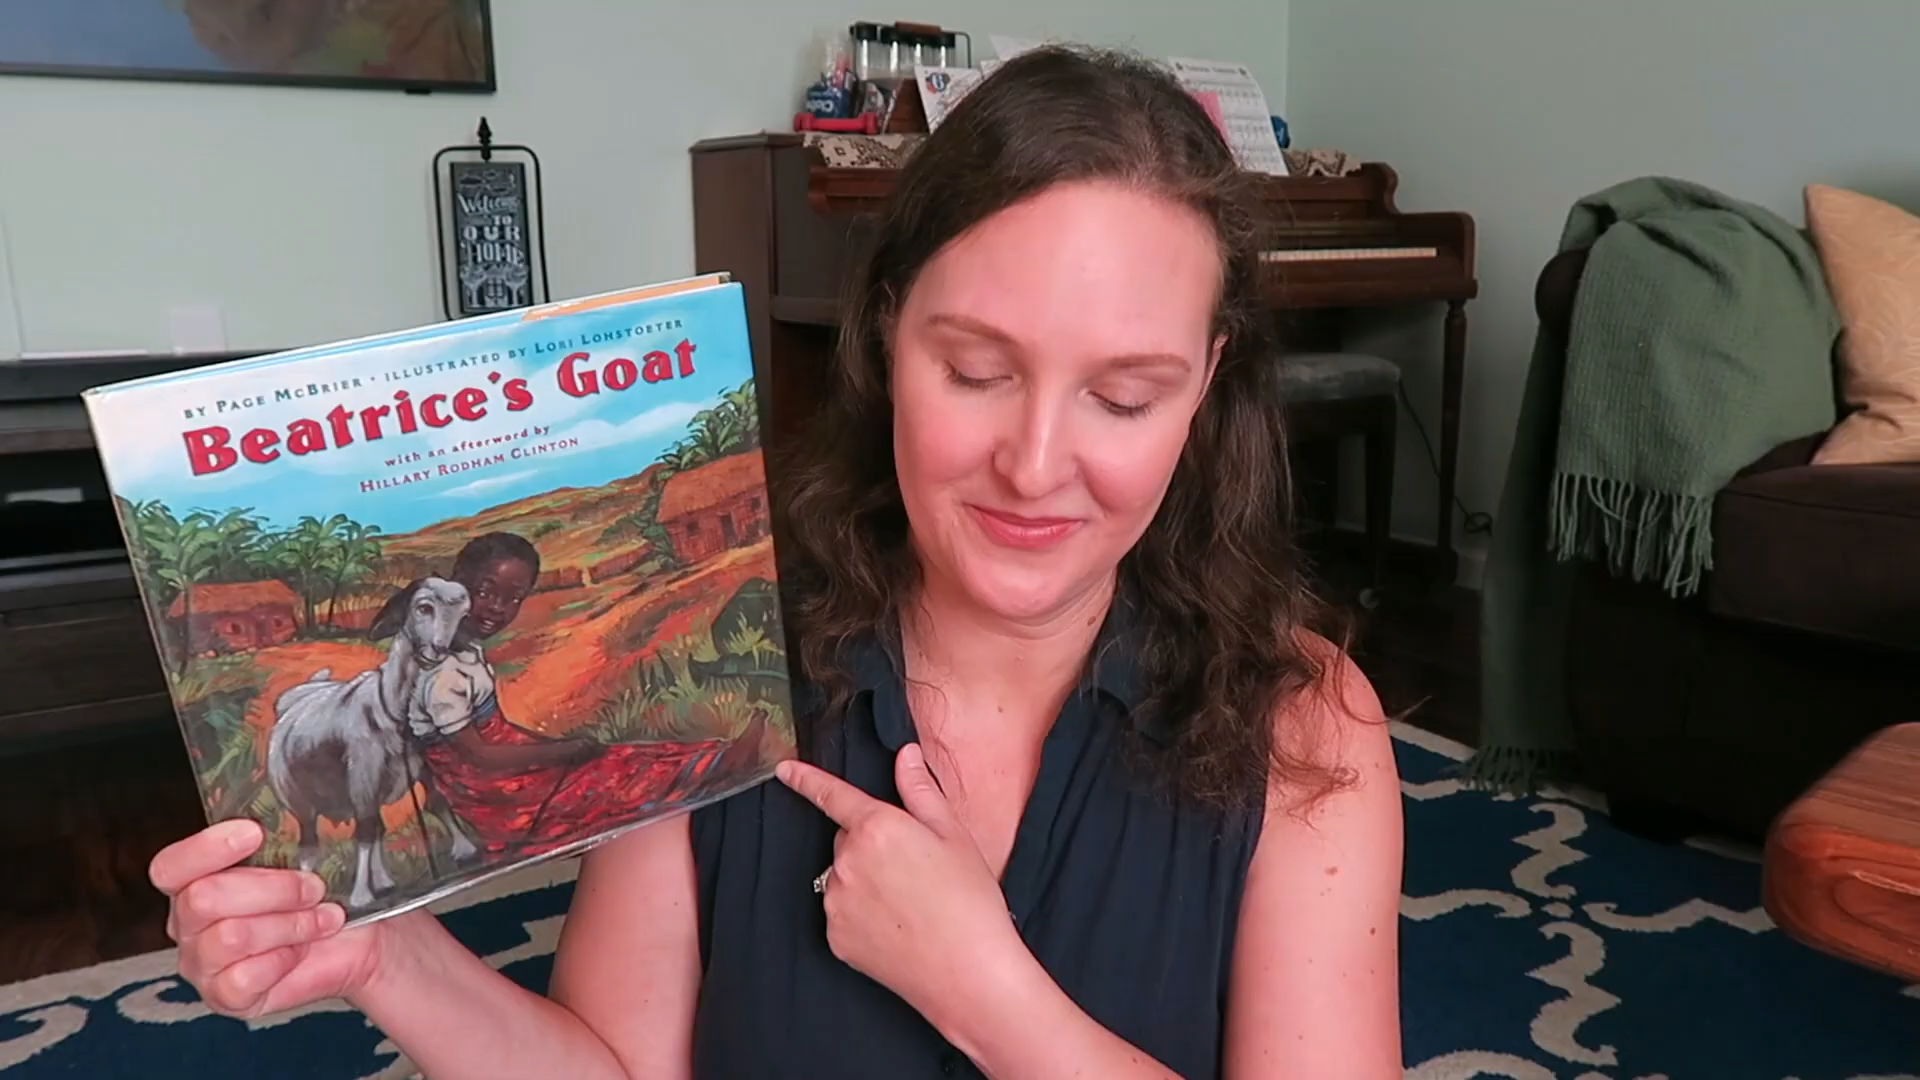 BY PAGE MCBRIER • ILLUSTRATED BY LORI LOHSTOETER
Beatrice's Goat
with an afterword by
HILLARY RODHAM CLINTON
Welcome
TO
OUR
HOME